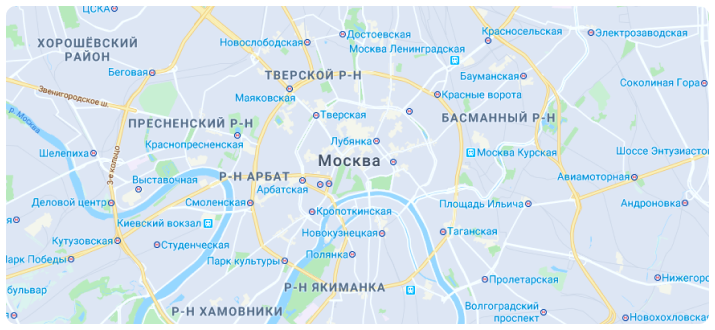 ЦСКА
Достоевская
Красносельская
Электрозаводская
ХОРОШЁВСКИЙ
РАЙОН
Новослободская
Москва Ленинградская
Беговая
ТВЕРСКОЙ Р-Н
Бауманская
Соколиная Гора
Звенигородское ш.
Маяковская
Красные ворота
р. Москва
Тверская
ПРЕСНЕНСКИЙ Р-Н
БАСМАННЫЙ Р-Н
Краснопресненская
Лубянка
Шелепиха
Москва
Москва Курская
Шоссе Энтузиастов
3-е кольцо
Выставочная
Р-Н АРБАТ
Арбатская
Авиамоторная
Деловой центр
Смоленская
Площадь Ильича
Андроновка
Киевский вокзал
Кропоткинская
Кутузовская
Студенческая
Новокузнецкая
Таганская
Парк Победы
Парк культуры
Полянка
Пролетарская
Нижегор
бульвар
Р-Н ЯКИМАНКА
Р-Н ХАМОВНИКИ
Волгоградский
проспект
Новохохловская